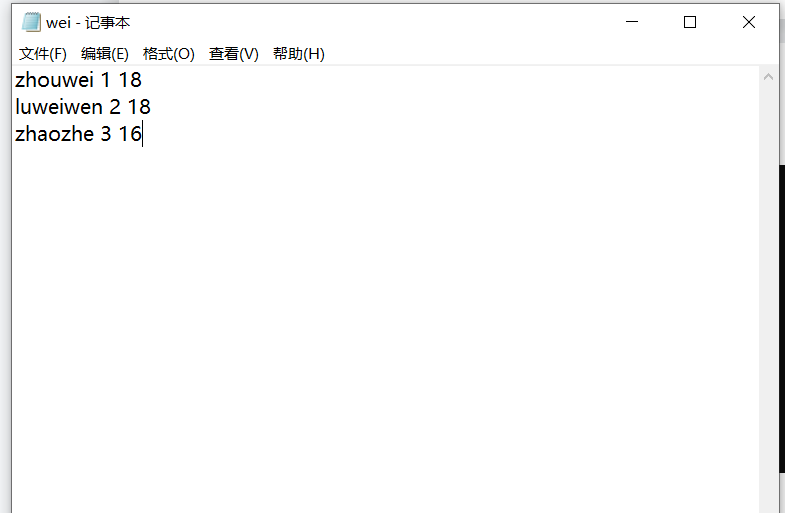 wei - 记事本
文件(F) 编辑(E) 格式(O) 查看(V) 帮助(H)
zhouwei 1 18
luweiwen 2 18
zhaozhe 3 16